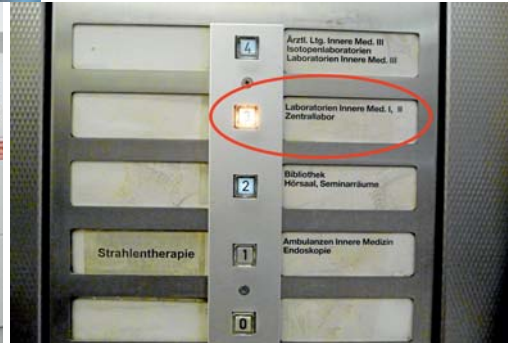 4
Ärztl. Ltg. Innere Med. III
Isotopenlaboratorien
Laboratorien Innere Med. III
3
Laboratorien Innere Med. I, II
Zentrallabor
2
Bibliothek
Hörsaal, Seminarräume
Strahlentherapie
1
Ambulanzen Innere Medizin
Endoskopie
0